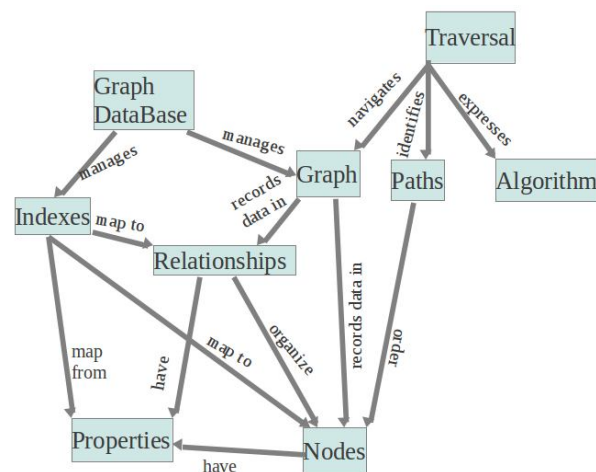 Traversal
Graph
DataBase
navigates
identifies
expresses
manages
manages
Graph
Paths
Algorithm
records
data in
Indexes
map to
Relationships
records data in
order
map
from
have
map to
organize
Properties
Nodes
have